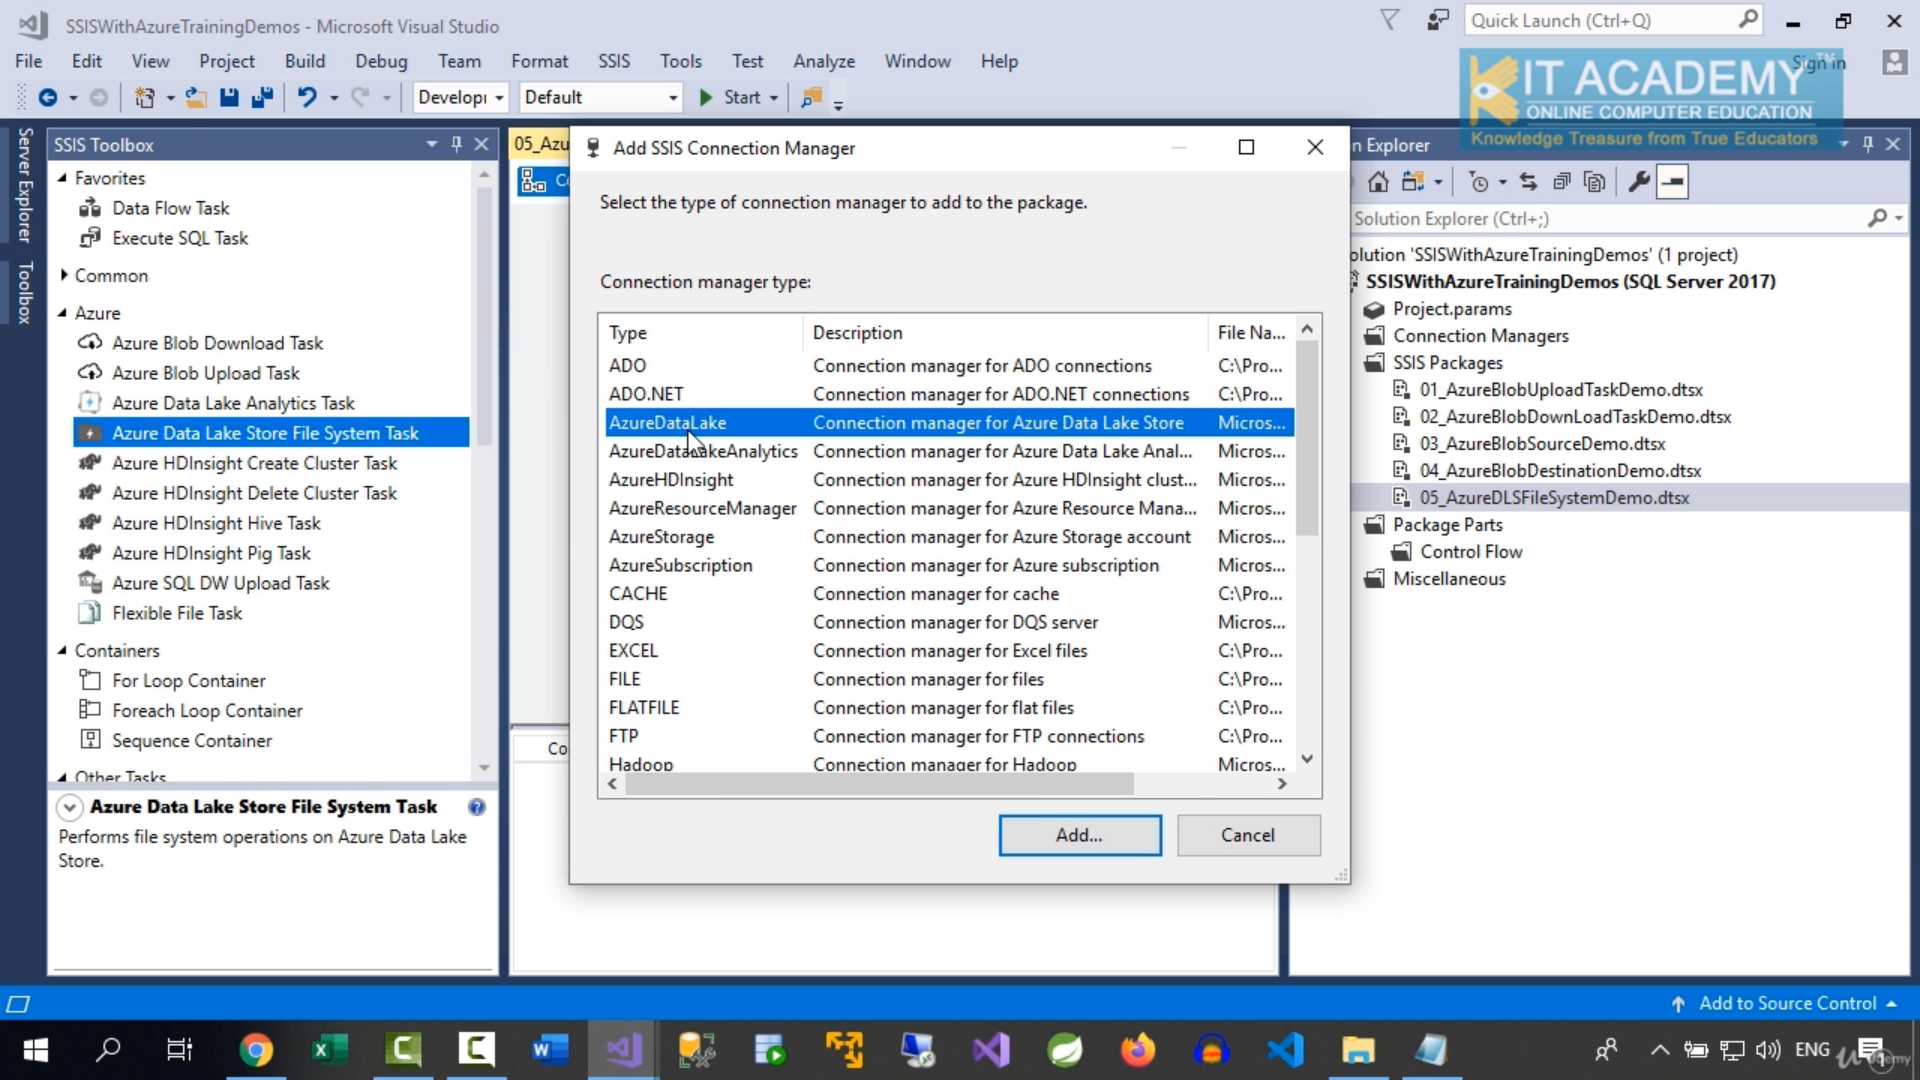 SSISWithAzureTrainingDemos - Microsoft Visual Studio
Quick Launch (Ctrl+Q)
File Edit View Project Build Debug Team Format SSIS Tools Test Analyze Window Help
Sign in
IT ACADEMY
TM
ONLINE COMPUTER EDUCATION
Knowledge Treasure from True Educators
Develop Default Start
Server Explorer
Toolbox
SSIS Toolbox
Favorites
Data Flow Task
Execute SQL Task
Common
Azure
Azure Blob Download Task
Azure Blob Upload Task
Azure Data Lake Analytics Task
Azure Data Lake Store File System Task
Azure HDInsight Create Cluster Task
Azure HDInsight Delete Cluster Task
Azure HDInsight Hive Task
Azure HDInsight Pig Task
Azure SQL DW Upload Task
Flexible File Task
Containers
For Loop Container
Foreach Loop Container
Sequence Container
Other Tasks
Azure Data Lake Store File System Task
Performs file system operations on Azure Data Lake
Store.
05_Azu
Co
Co
Add SSIS Connection Manager
Select the type of connection manager to add to the package.
Connection manager type:
Type Description File Na...
ADO Connection manager for ADO connections C:\Pro...
ADO.NET Connection manager for ADO.NET connections C:\Pro...
AzureDataLake Connection manager for Azure Data Lake Store Micros...
AzureDataLakeAnalytics Connection manager for Azure Data Lake Anal... Micros...
AzureHDInsight Connection manager for Azure HDInsight clust... Micros...
AzureResourceManager Connection manager for Azure Resource Mana... Micros...
AzureStorage Connection manager for Azure Storage account Micros...
AzureSubscription Connection manager for Azure subscription Micros...
CACHE Connection manager for cache C:\Pro...
DQS Connection manager for DQS server Micros...
EXCEL Connection manager for Excel files C:\Pro...
FILE Connection manager for files C:\Pro...
FLATFILE Connection manager for flat files C:\Pro...
FTP Connection manager for FTP connections C:\Pro...
Hadoop Connection manager for Hadoop Micros...
Add...
Cancel
n Explorer
Solution Explorer (Ctrl+;)
olution 'SSISWithAzureTrainingDemos' (1 project)
SSISWithAzureTrainingDemos (SQL Server 2017)
Project.params
Connection Managers
SSIS Packages
01_AzureBlobUploadTaskDemo.dtsx
02_AzureBlobDownLoadTaskDemo.dtsx
03_AzureBlobSourceDemo.dtsx
04_AzureBlobDestinationDemo.dtsx
05_AzureDLSFileSystemDemo.dtsx
Package Parts
Control Flow
Miscellaneous
Add to Source Control
ENG
Udemy